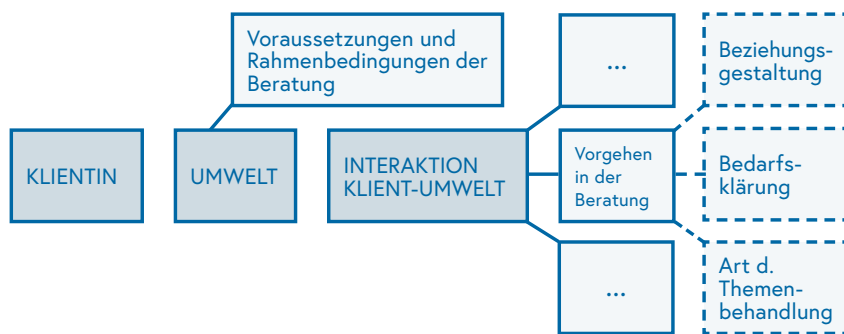 Voraussetzungen und
Rahmenbedingungen der
Beratung
...
Beziehungs-
gestaltung
KLIENTIN
UMWELT
INTERAKTION
KLIENT-UMWELT
Vorgehen
in der
Beratung
Bedarfs-
klärung
...
Art d.
Themen-
behandlung